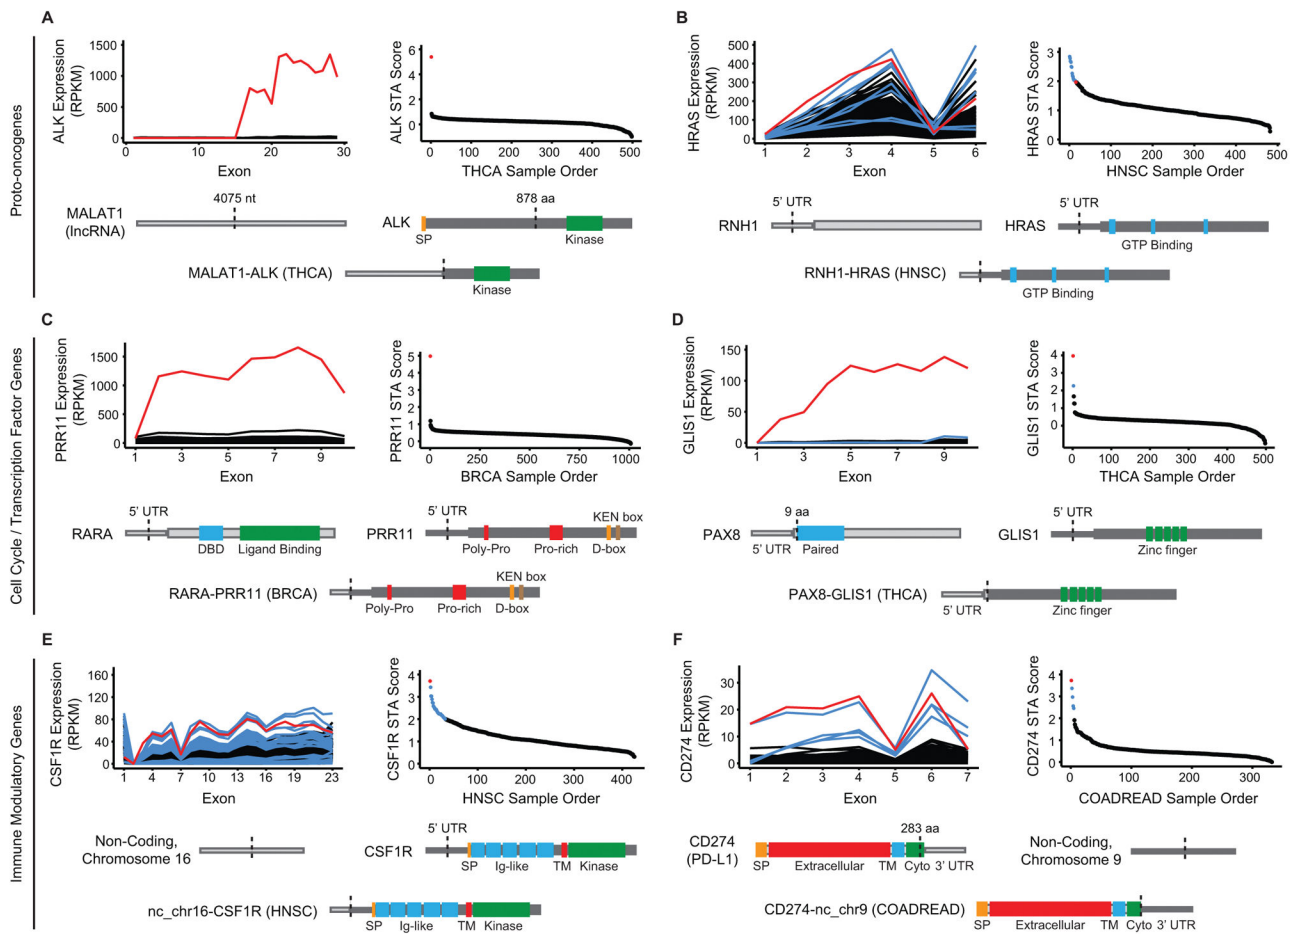 Proto-oncogenes
Cell Cycle / Transcription Factor Genes
Immune Modulatory Genes
A
ALK Expression
(RPKM)
1500
1000
500
0
0
10
20
30
Exon
ALK STA Score
6
4
2
0
0
100
200
300
400
500
THCA Sample Order
4075 nt
MALAT1
(lncRNA)
878 aa
ALK
SP
Kinase
MALAT1-ALK (THCA)
Kinase
B
HRAS Expression
(RPKM)
500
400
300
200
100
0
1
2
3
4
5
6
Exon
HRAS STA Score
3
2
1
0
0
100
200
300
400
500
HNSC Sample Order
5' UTR
RNH1
5' UTR
HRAS
GTP Binding
RNH1-HRAS (HNSC)
GTP Binding
C
PRR11 Expression
(RPKM)
1500
1000
500
0
1
3
5
7
9
Exon
PRR11 STA Score
5
4
3
2
1
0
0
250
500
750
1000
BRCA Sample Order
5' UTR
RARA
DBD
Ligand Binding
5' UTR
KEN box
PRR11
Poly-Pro
Pro-rich
D-box
KEN box
RARA-PRR11 (BRCA)
Poly-Pro
Pro-rich
D-box
D
GLIS1 Expression
(RPKM)
150
100
50
0
1
3
5
7
9
Exon
GLIS1 STA Score
4
3
2
1
0
0
100
200
300
400
500
THCA Sample Order
9 aa
PAX8
5' UTR
Paired
5' UTR
GLIS1
Zinc finger
PAX8-GLIS1 (THCA)
5' UTR
Zinc finger
E
CSF1R Expression
(RPKM)
160
120
80
40
0
1
4
7
10
13
16
19
23
Exon
CSF1R STA Score
4
3
2
1
0
0
100
200
300
400
HNSC Sample Order
Non-Coding,
Chromosome 16
5' UTR
CSF1R
SP
Ig-like
TM
Kinase
nc_chr16-CSF1R (HNSC)
SP
Ig-like
TM
Kinase
F
CD274 Expression
(RPKM)
30
20
10
0
1
2
3
4
5
6
7
Exon
CD274 STA Score
4
3
2
1
0
0
100
200
300
COADREAD Sample Order
283 aa
CD274
(PD-L1)
SP
Extracellular
TM
Cyto
3' UTR
Non-Coding,
Chromosome 9
CD274-nc_chr9 (COADREAD)
SP
Extracellular
TM
Cyto
3' UTR